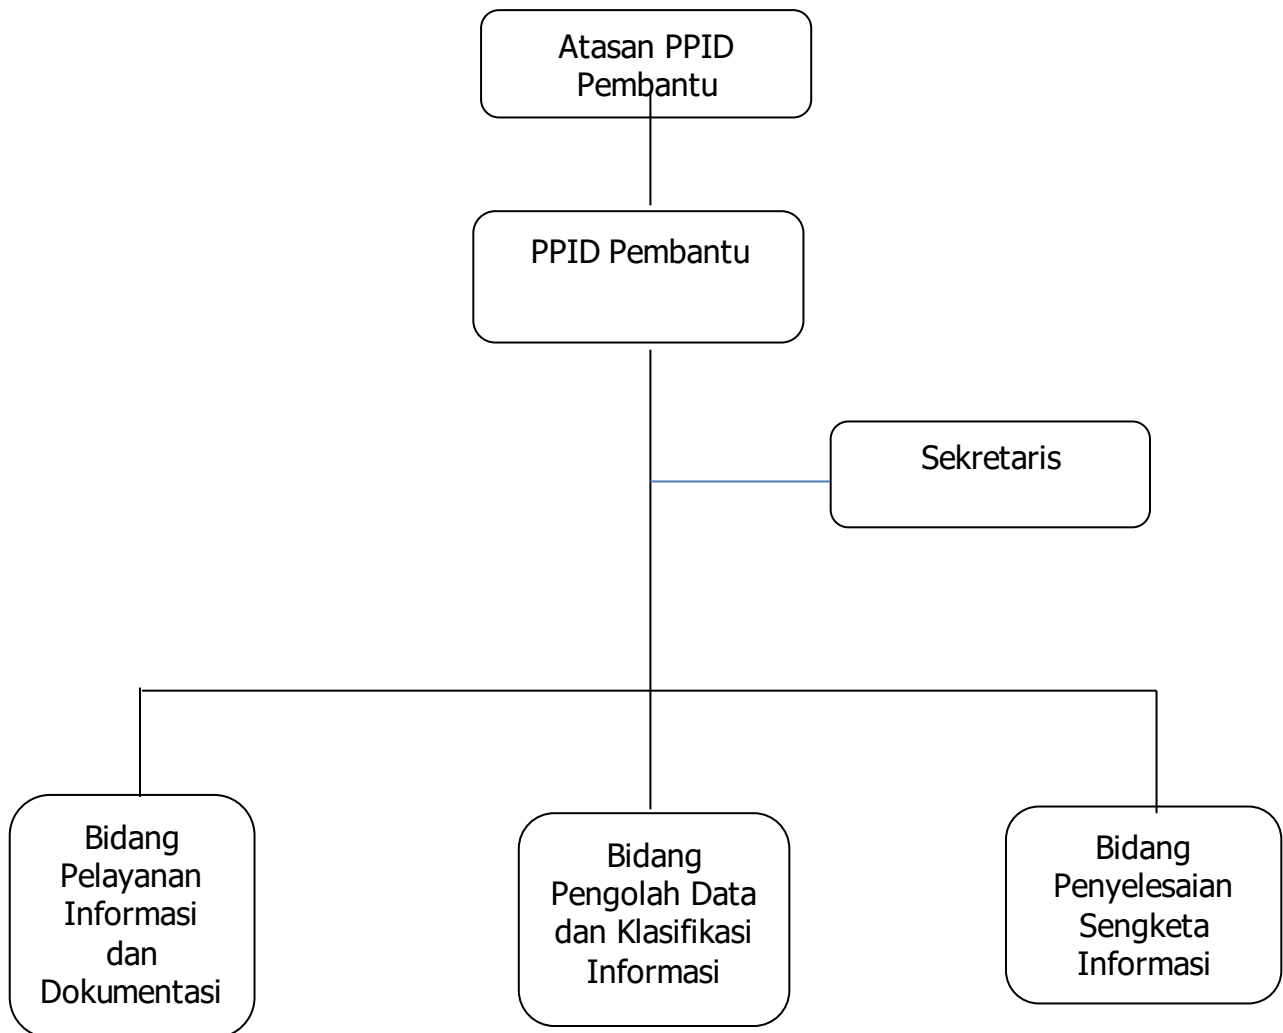 Atasan PPID
Pembantu
PPID Pembantu
Sekretaris
Bidang
Pelayanan
Informasi
dan
Dokumentasi
Bidang
Pengolah Data
dan Klasifikasi
Informasi
Bidang
Penyelesaian
Sengketa
Informasi